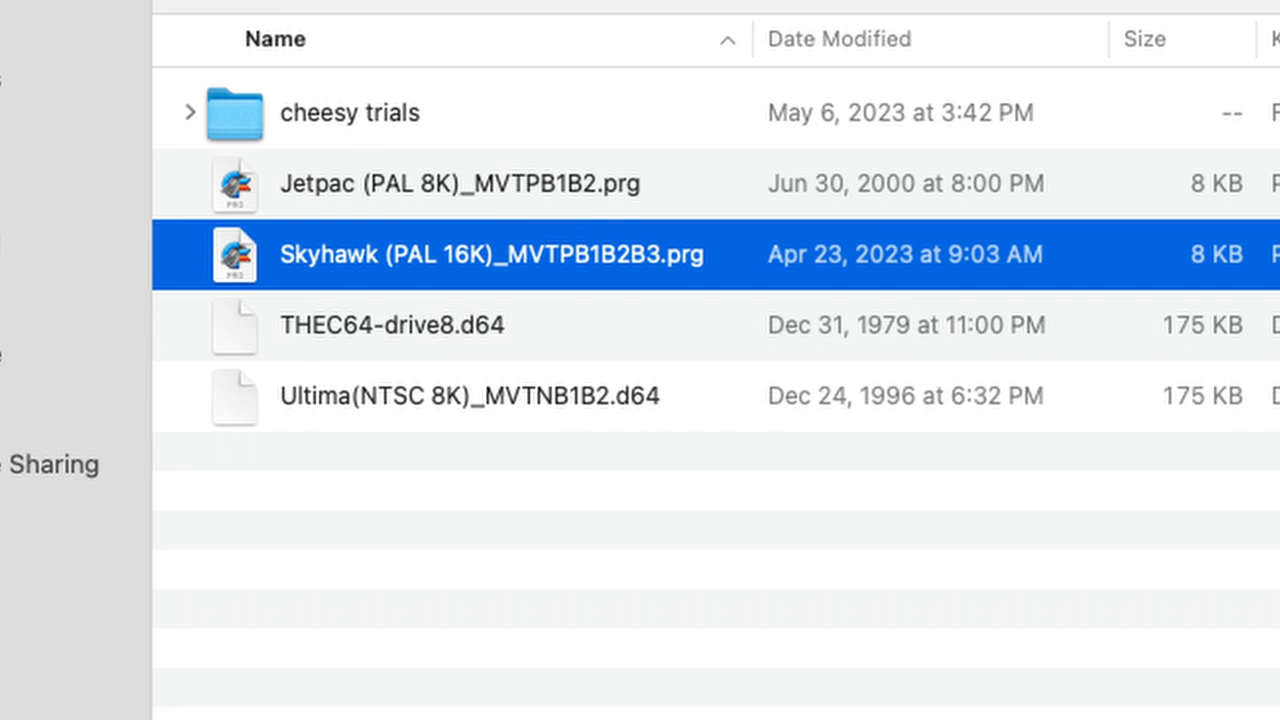 Name Date Modified Size
cheesy trials May 6, 2023 at 3:42 PM --
Jetpac (PAL 8K)_MVTPB1B2.prg Jun 30, 2000 at 8:00 PM 8 KB
Skyhawk (PAL 16K)_MVTPB1B2B3.prg Apr 23, 2023 at 9:03 AM 8 KB
THEC64-drive8.d64 Dec 31, 1979 at 11:00 PM 175 KB
Ultima(NTSC 8K)_MVTNB1B2.d64 Dec 24, 1996 at 6:32 PM 175 KB
Sharing